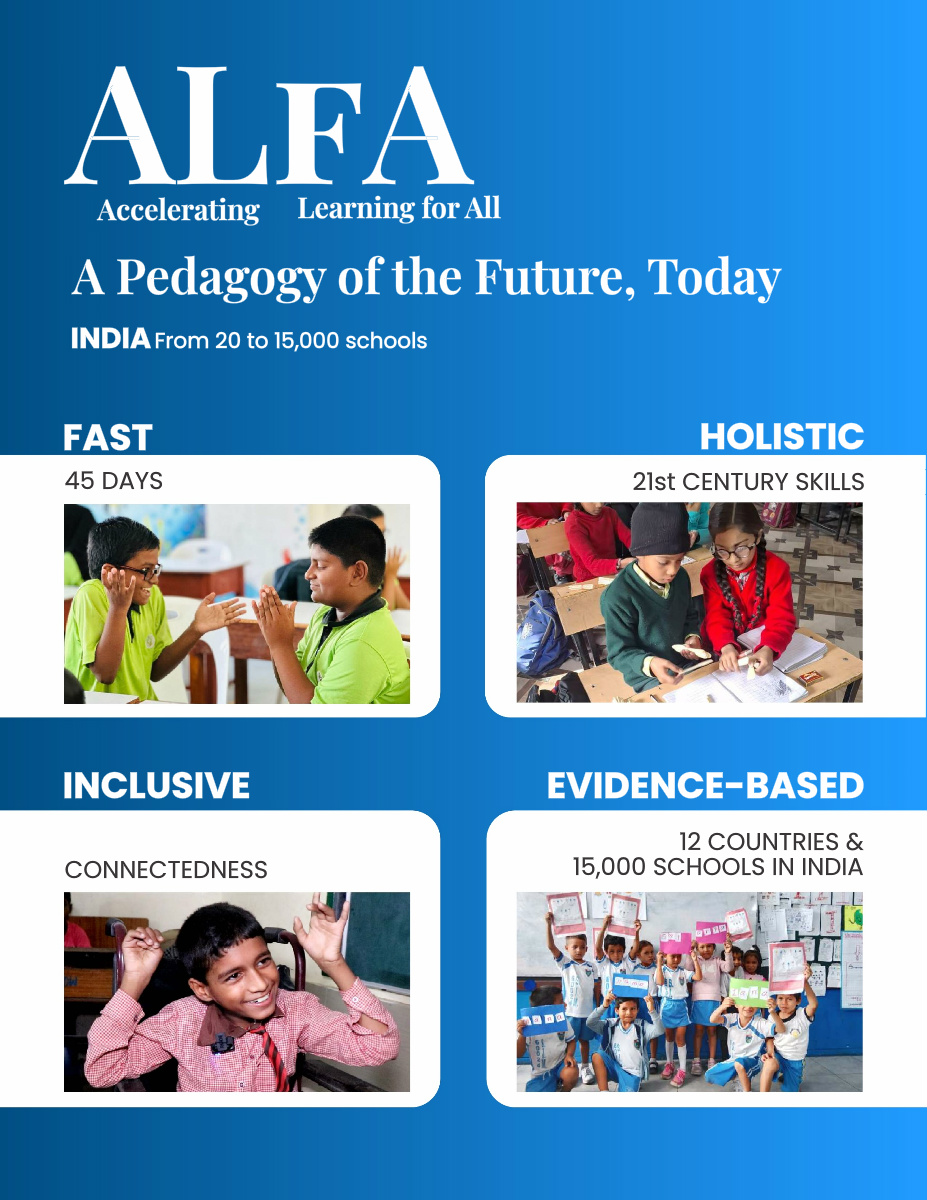 ALFA
Accelerating Learning for All
A Pedagogy of the Future, Today
INDIA From 20 to 15,000 schools
FAST
45 DAYS
HOLISTIC
21st CENTURY SKILLS
INCLUSIVE
CONNECTEDNESS
EVIDENCE-BASED
12 COUNTRIES &
15,000 SCHOOLS IN INDIA